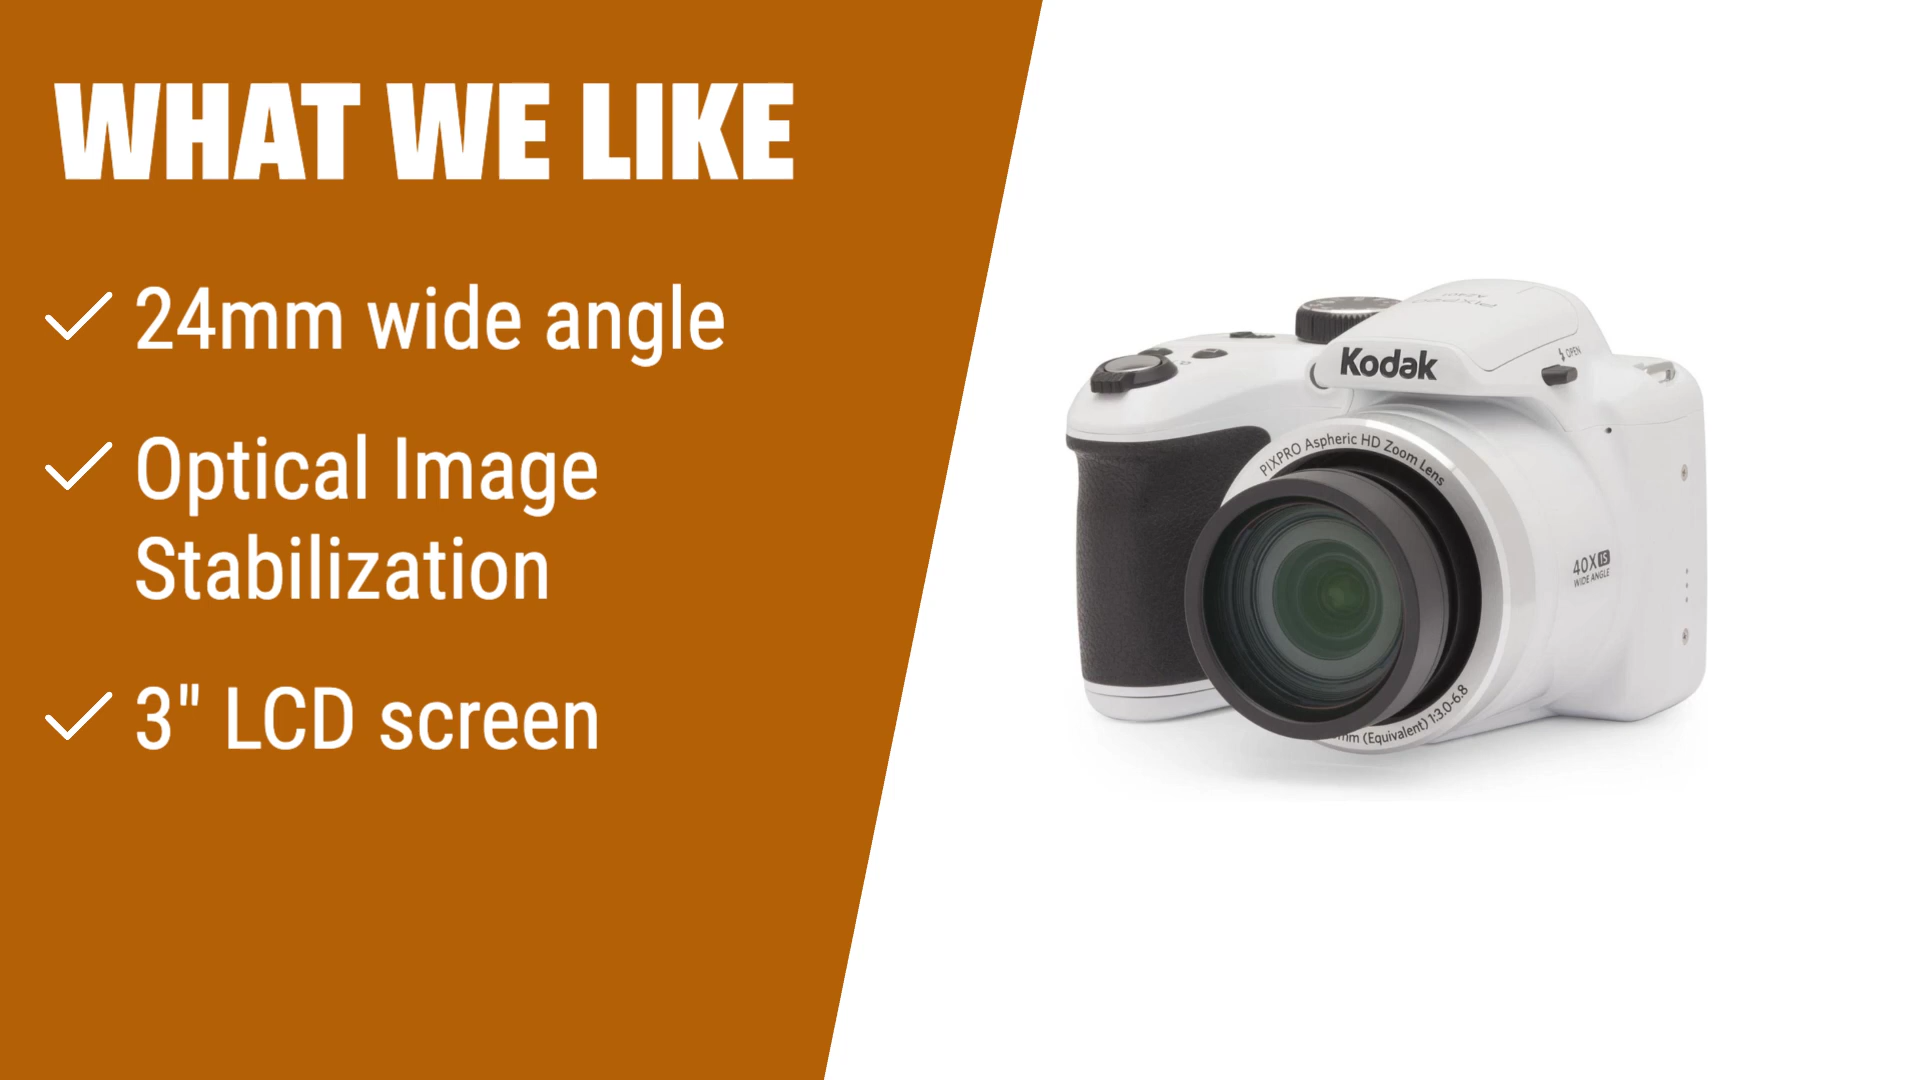 WHAT WE LIKE
24mm wide angle
Optical Image
Stabilization
3" LCD screen
Kodak
OPEN
PIXPRO Aspheric HD Zoom Lens
40X IS
WIDE ANGLE
mm (Equivalent) 1:3.0-6.8